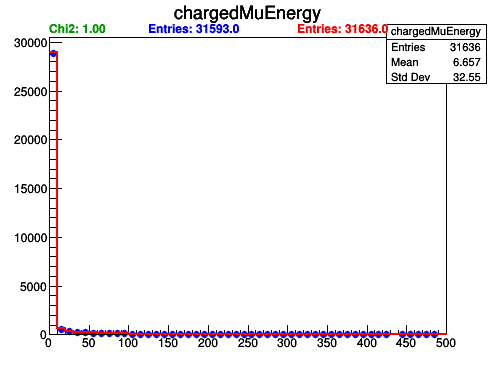 chargedMuEnergy
Chi2: 1.00 Entries: 31593.0 Entries: 31636.0
chargedMuEnergy
Entries 31636
Mean 6.657
Std Dev 32.55
30000
25000
20000
15000
10000
5000
0
0 50 100 150 200 250 300 350 400 450 500